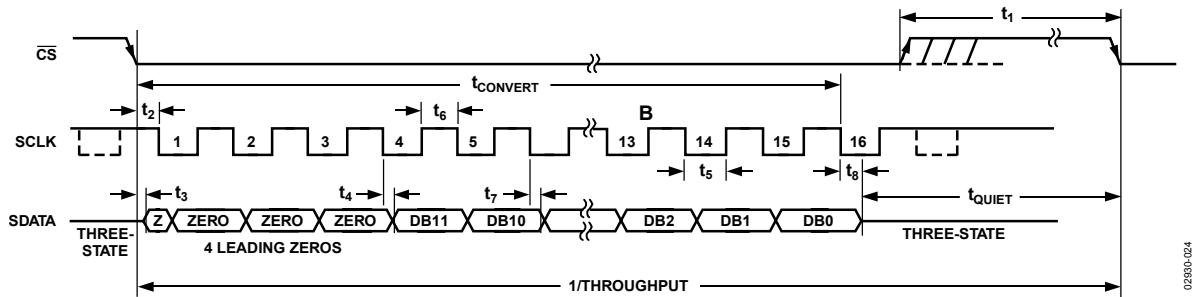 t1
CS
tCONVERT
t2
t6
B
SCLK
1 2 3 4 5 13 14 15 16
t3
t4
t7
t5
t8
tQUIET
SDATA
Z ZERO ZERO ZERO DB11 DB10 DB2 DB1 DB0
THREE-
STATE
4 LEADING ZEROS
THREE-STATE
1/THROUGHPUT
02930-024